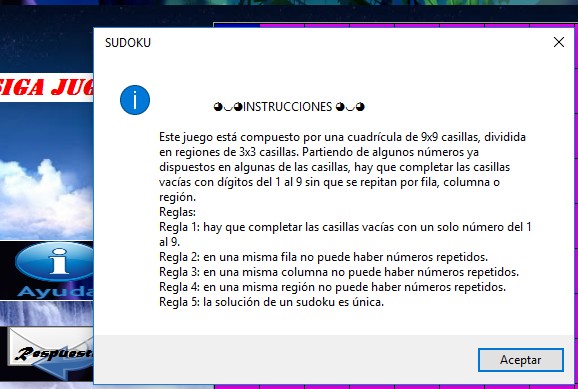 SUDOKU
SIGA JUG
◕◡◕INSTRUCCIONES ◕◡◕
Este juego está compuesto por una cuadrícula de 9x9 casillas, dividida
en regiones de 3x3 casillas. Partiendo de algunos números ya
dispuestos en algunas de las casillas, hay que completar las casillas
vacías con dígitos del 1 al 9 sin que se repitan por fila, columna o
región.
Reglas:
Regla 1: hay que completar las casillas vacías con un solo número del 1
al 9.
Regla 2: en una misma fila no puede haber números repetidos.
Regla 3: en una misma columna no puede haber números repetidos.
Regla 4: en una misma región no puede haber números repetidos.
Regla 5: la solución de un sudoku es única.
Ayuda
Respuest
Aceptar